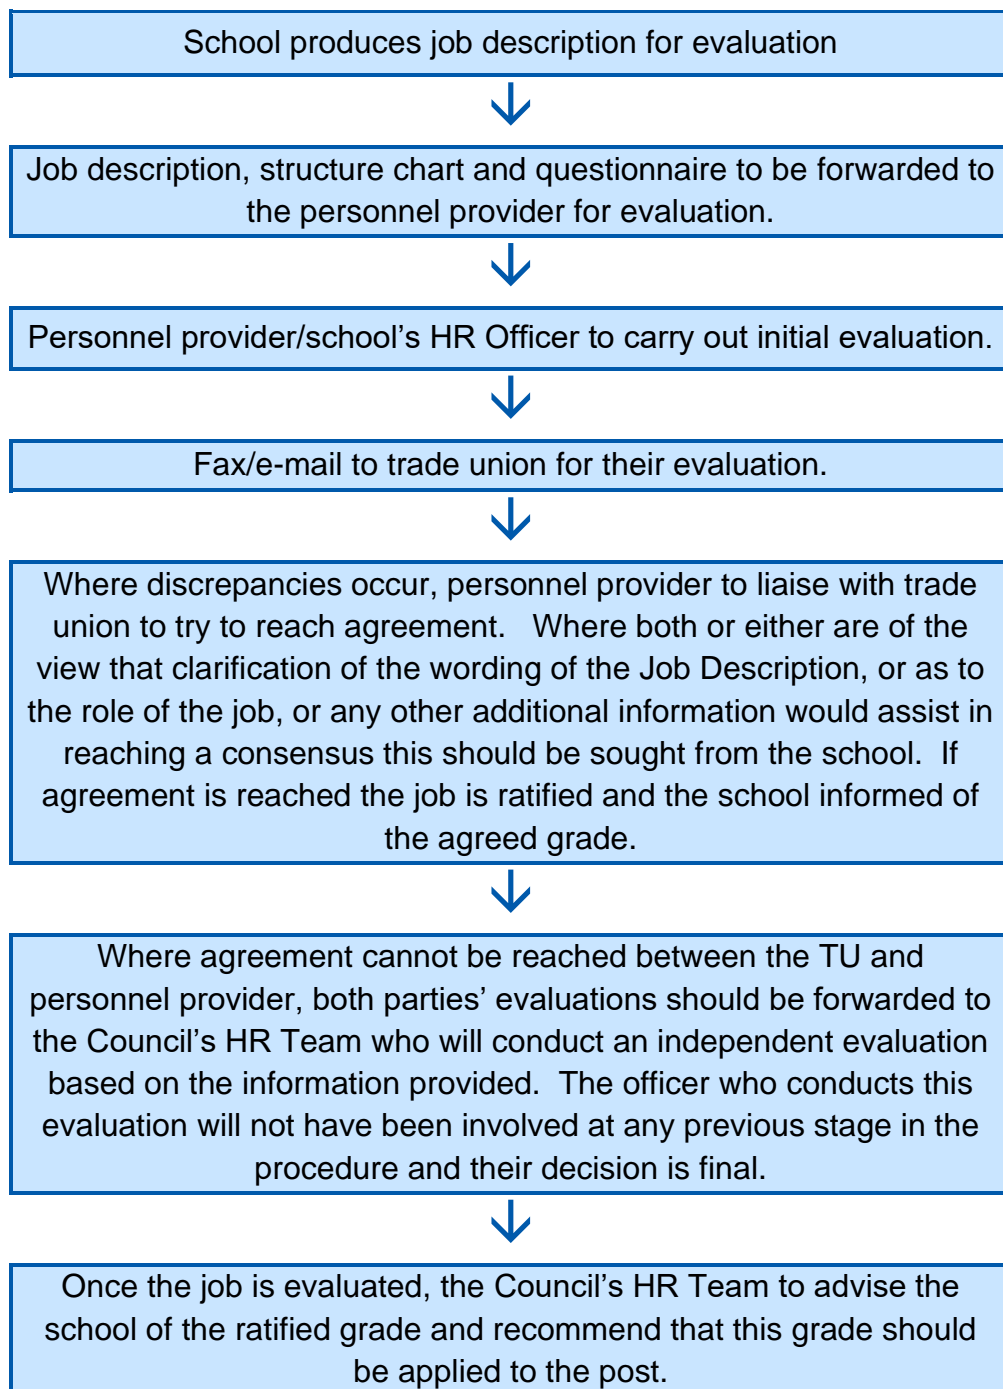 School produces job description for evaluation
Job description, structure chart and questionnaire to be forwarded to
the personnel provider for evaluation.
Personnel provider/school’s HR Officer to carry out initial evaluation.
Fax/e-mail to trade union for their evaluation.
Where discrepancies occur, personnel provider to liaise with trade
union to try to reach agreement.   Where both or either are of the
view that clarification of the wording of the Job Description, or as to
the role of the job, or any other additional information would assist in
reaching a consensus this should be sought from the school.  If
agreement is reached the job is ratified and the school informed of
the agreed grade.
Where agreement cannot be reached between the TU and
personnel provider, both parties’ evaluations should be forwarded to
the Council’s HR Team who will conduct an independent evaluation
based on the information provided.  The officer who conducts this
evaluation will not have been involved at any previous stage in the
procedure and their decision is final.
Once the job is evaluated, the Council’s HR Team to advise the
school of the ratified grade and recommend that this grade should
be applied to the post.